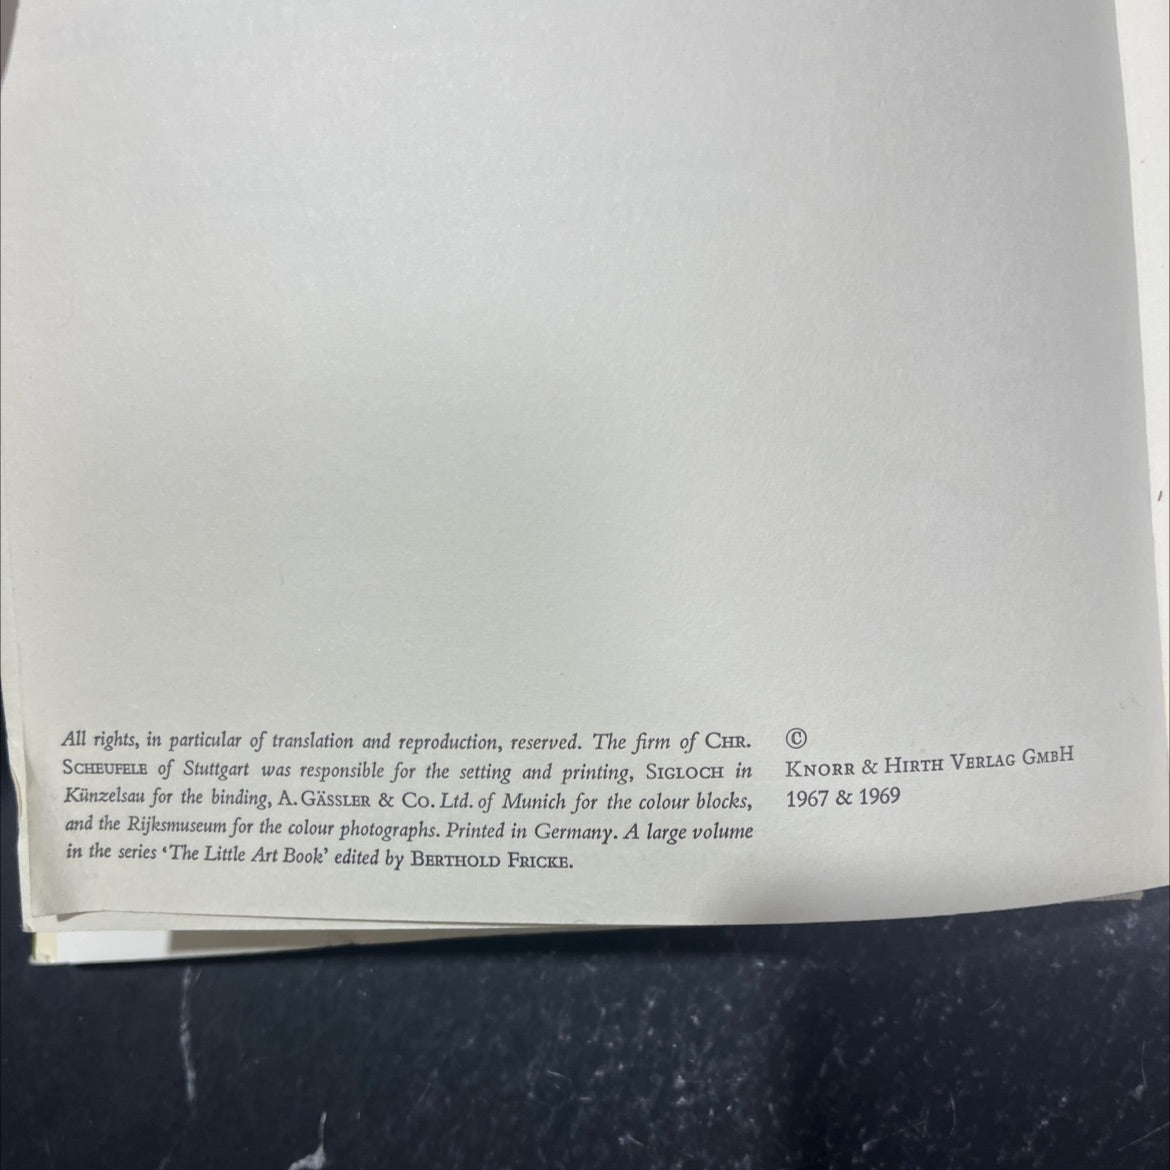 All rights, in particular of translation and reproduction, reserved. The firm of CHR.
SCHEUFELE of Stuttgart was responsible for the setting and printing, SIGLOCH in
Künzelsau for the binding, A. GÄSSLER & Co. Ltd. of Munich for the colour blocks,
and the Rijksmuseum for the colour photographs. Printed in Germany. A large volume
in the series ‘The Little Art Book’ edited by BERTHOLD FRICKE.
©
KNORR & HIRTH VERLAG GMBH
1967 & 1969